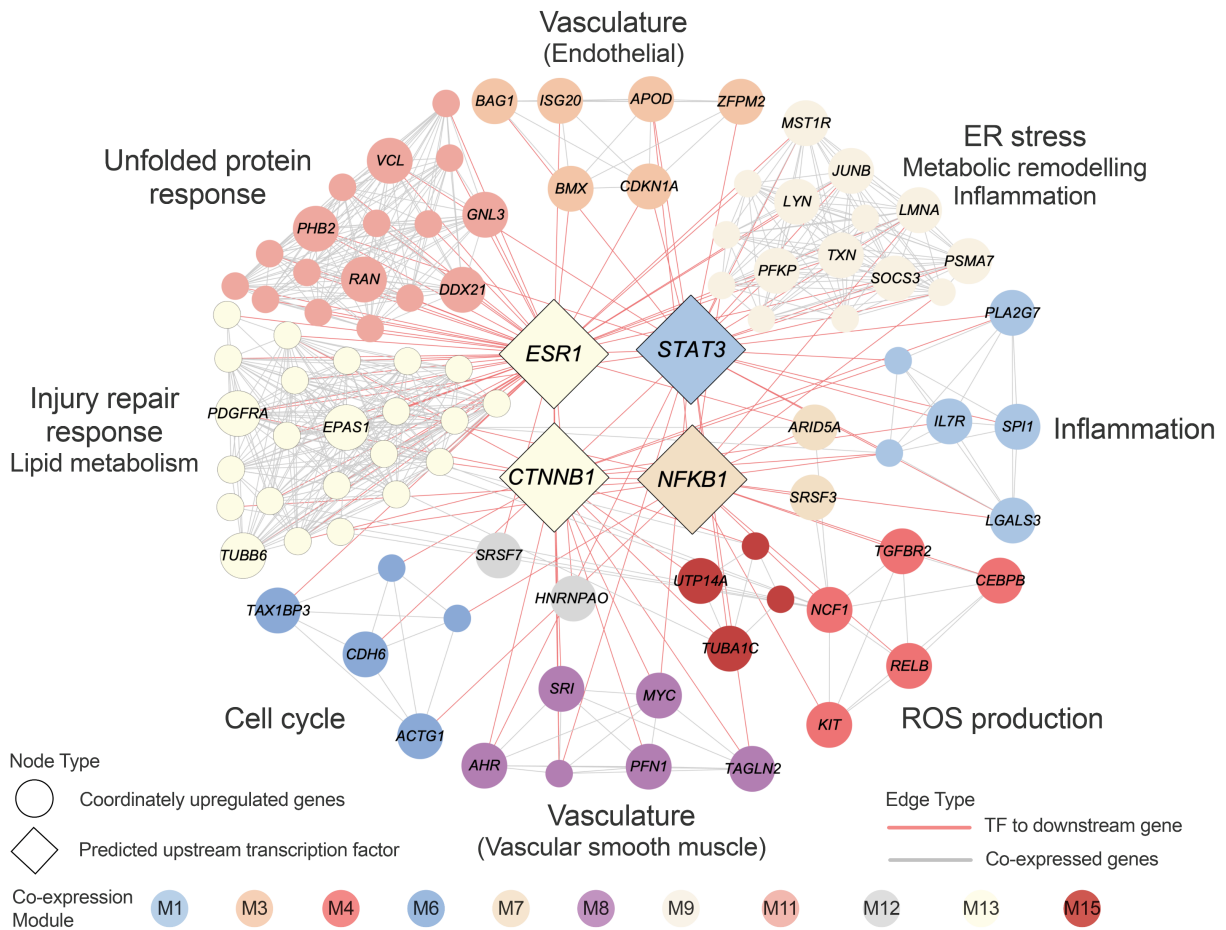 Vasculature
(Endothelial)
BAG1
ISG20
APOD
ZFPM2
BMX
CDKN1A
Unfolded protein
response
VCL
PHB2
GNL3
RAN
DDX21
ER stress
Metabolic remodelling
Inflammation
MST1R
JUNB
LYN
LMNA
TXN
PFKP
SOCS3
PSMA7
ESR1
STAT3
CTNNB1
NFKB1
Injury repair
response
Lipid metabolism
PDGFRA
EPAS1
TUBB6
PLA2G7
IL7R
SPI1
LGALS3
Inflammation
ARID5A
SRSF3
SRSF7
HNRNPAO
UTP14A
TUBA1C
TGFBR2
CEBPB
NCF1
RELB
KIT
ROS production
TAX1BP3
CDH6
ACTG1
Cell cycle
SRI
MYC
AHR
PFN1
TAGLN2
Vasculature
(Vascular smooth muscle)
Node Type
Coordinately upregulated genes
Predicted upstream transcription factor
Edge Type
TF to downstream gene
Co-expressed genes
Co-expression
Module
M1 M3 M4 M6 M7 M8 M9 M11 M12 M13 M15